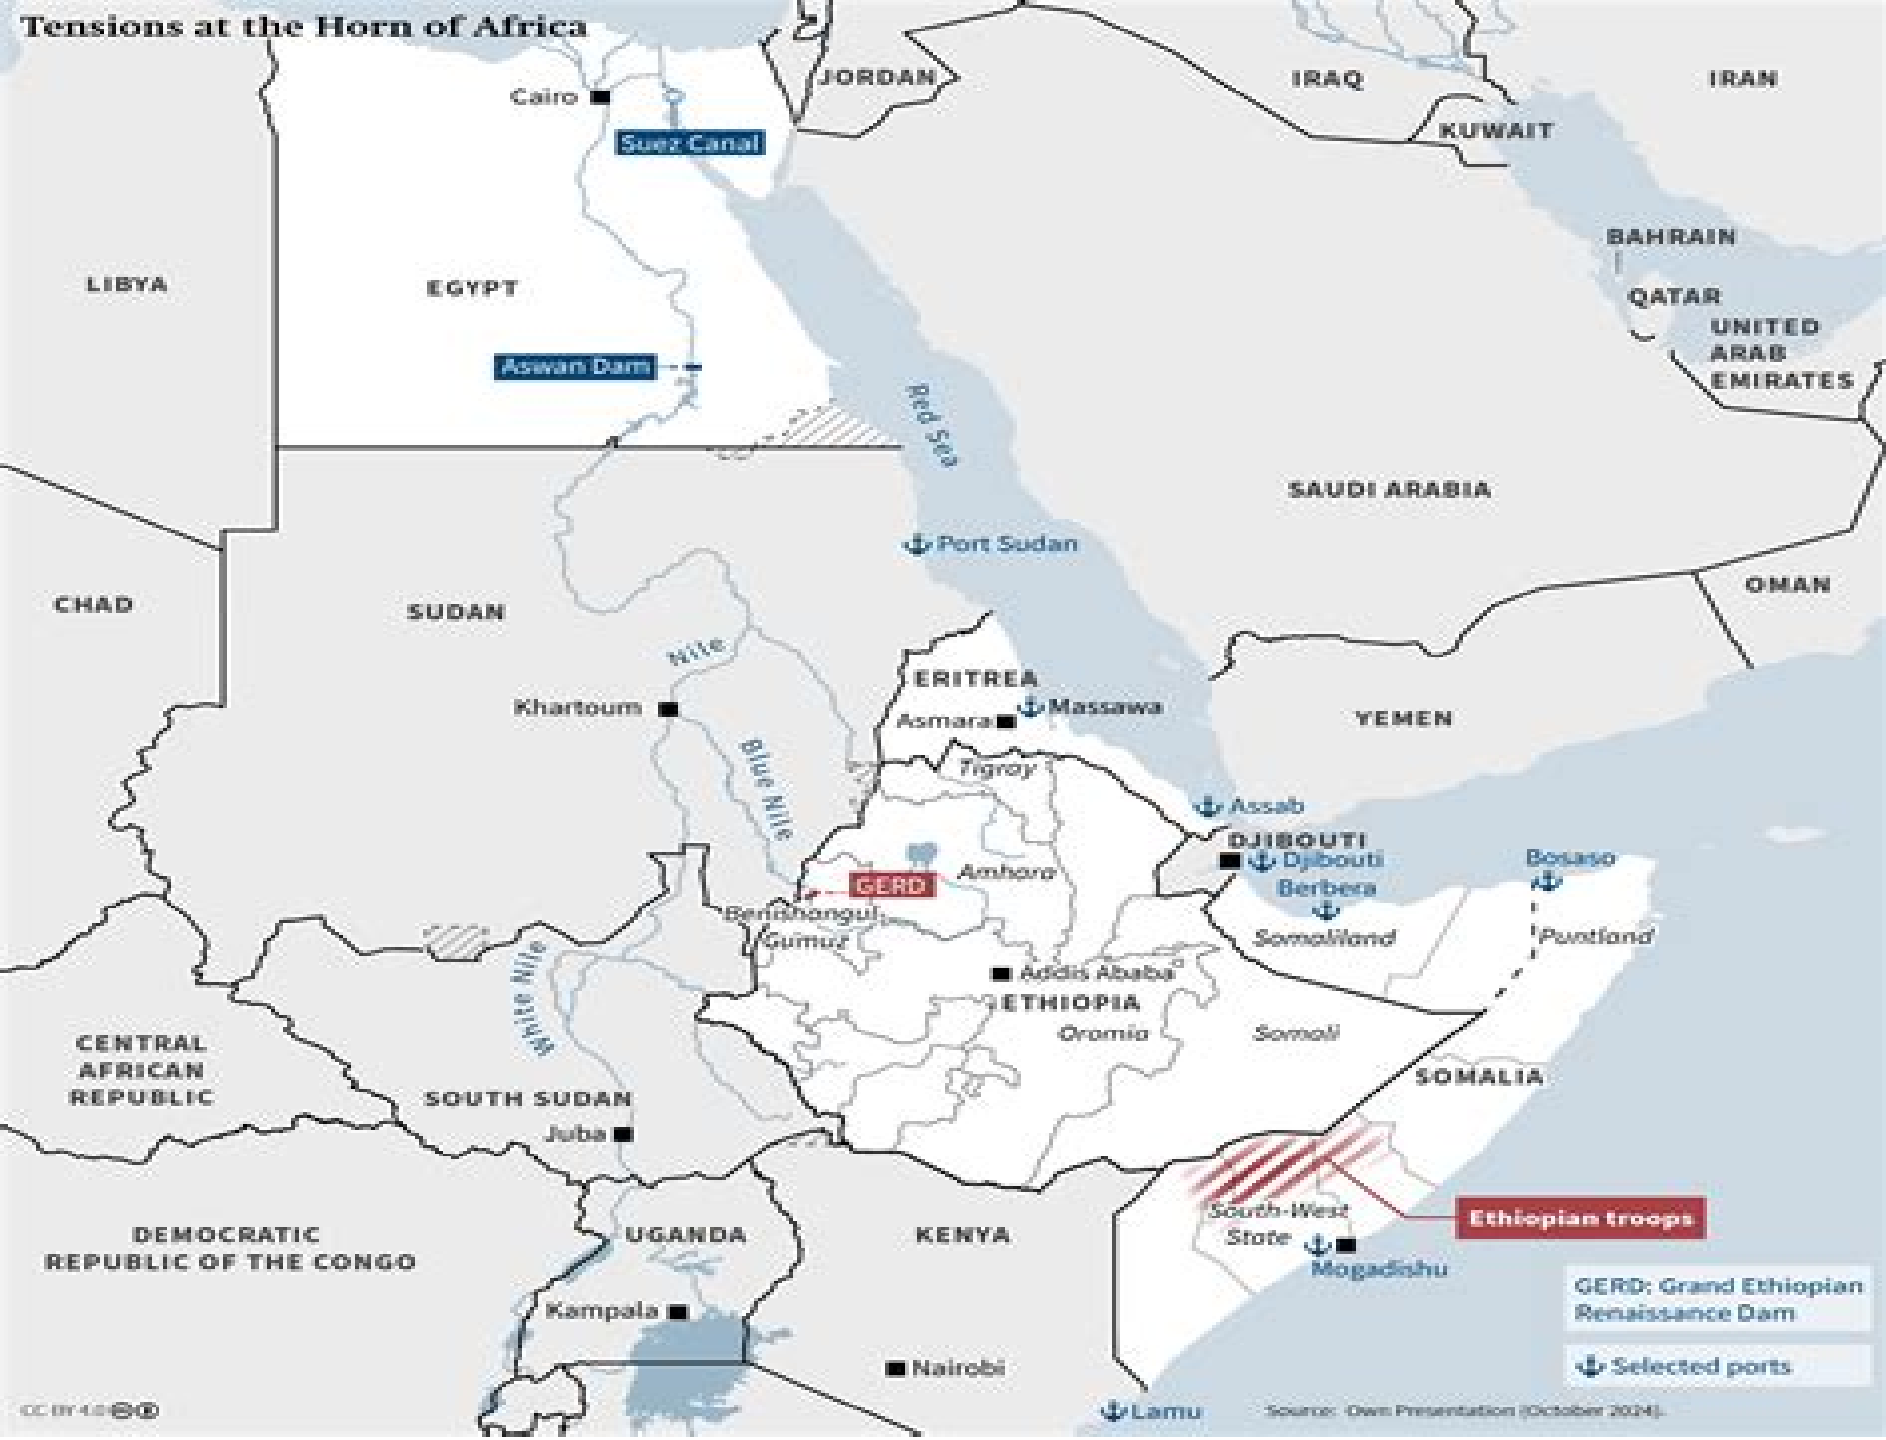 Tensions at the Horn of Africa
JORDAN
IRAQ
IRAN
Cairo
KUWAIT
Suez Canal
BAHRAIN
LIBYA
EGYPT
QATAR
UNITED
ARAB
EMIRATES
Aswan Dam
Red Sea
SAUDI ARABIA
Port Sudan
OMAN
CHAD
SUDAN
Nile
ERITREA
Khartoum
Asmara
Massawa
YEMEN
Blue Nile
Tigray
Assab
DJIBOUTI
Djibouti
Bosaso
Amhara
GERD
Berbera
Benishangul
Gumuz
Somaliland
Puntland
White Nile
Addis Ababa
ETHIOPIA
Oromia
Somali
CENTRAL
AFRICAN
REPUBLIC
SOUTH SUDAN
SOMALIA
Juba
South-West
State
Ethiopian troops
DEMOCRATIC
REPUBLIC OF THE CONGO
UGANDA
KENYA
Mogadishu
GERD: Grand Ethiopian
Renaissance Dam
Kampala
Nairobi
Selected ports
CC BY 4.0
Lamu
Source: Own Presentation (October 2024).